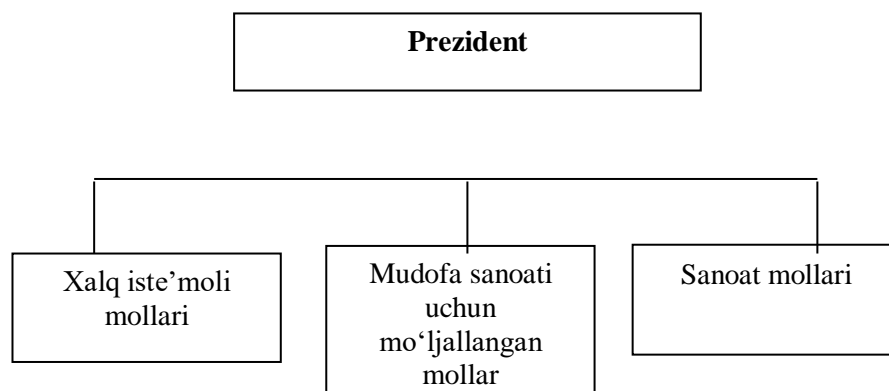 Prezident
Xalq iste’moli
mollari
Mudofa sanoati
uchun
mo‘ljallangan
mollar
Sanoat mollari